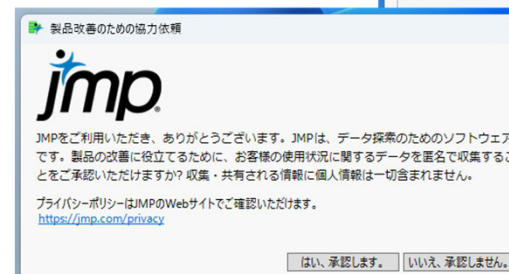 製品改善のための協力依頼
jmp
JMPをご利用いただき、ありがとうございます。JMPは、データ探索のためのソフトウェア
です。製品の改善に役立てるために、お客様の使用状況に関するデータを匿名で収集するこ
とをご承認いただけますか? 収集・共有される情報に個人情報は一切含まれません。
プライバシーポリシーはJMPのWebサイトでご確認いただけます。
https://jmp.com/privacy
はい、承認します。 いいえ、承認しません。